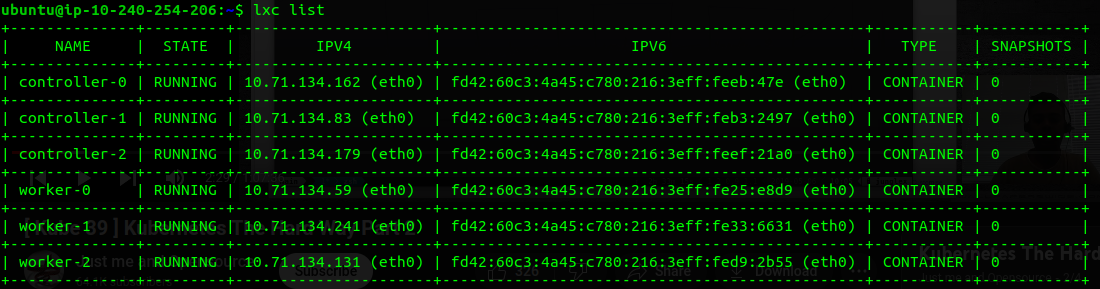 ubuntu@ip-10-240-254-206:~$ lxc list
+--------------+---------+----------------------+-----------------------------------------------+-----------+-----------+
|     NAME     |  STATE  |         IPV4         |                     IPV6                      |   TYPE    | SNAPSHOTS |
+--------------+---------+----------------------+-----------------------------------------------+-----------+-----------+
| controller-0 | RUNNING | 10.71.134.162 (eth0) | fd42:60c3:4a45:c780:216:3eff:feeb:47e (eth0)  | CONTAINER | 0         |
+--------------+---------+----------------------+-----------------------------------------------+-----------+-----------+
| controller-1 | RUNNING | 10.71.134.83 (eth0)  | fd42:60c3:4a45:c780:216:3eff:feb3:2497 (eth0) | CONTAINER | 0         |
+--------------+---------+----------------------+-----------------------------------------------+-----------+-----------+
| controller-2 | RUNNING | 10.71.134.179 (eth0) | fd42:60c3:4a45:c780:216:3eff:feef:21a0 (eth0) | CONTAINER | 0         |
+--------------+---------+----------------------+-----------------------------------------------+-----------+-----------+
| worker-0     | RUNNING | 10.71.134.59 (eth0)  | fd42:60c3:4a45:c780:216:3eff:fe25:e8d9 (eth0) | CONTAINER | 0         |
+--------------+---------+----------------------+-----------------------------------------------+-----------+-----------+
| worker-1     | RUNNING | 10.71.134.241 (eth0) | fd42:60c3:4a45:c780:216:3eff:fe33:6631 (eth0) | CONTAINER | 0         |
+--------------+---------+----------------------+-----------------------------------------------+-----------+-----------+
| worker-2     | RUNNING | 10.71.134.131 (eth0) | fd42:60c3:4a45:c780:216:3eff:fed9:2b55 (eth0) | CONTAINER | 0         |
+--------------+---------+----------------------+-----------------------------------------------+-----------+-----------+
Kubernetes The Hard
Subscribe
Share
Download